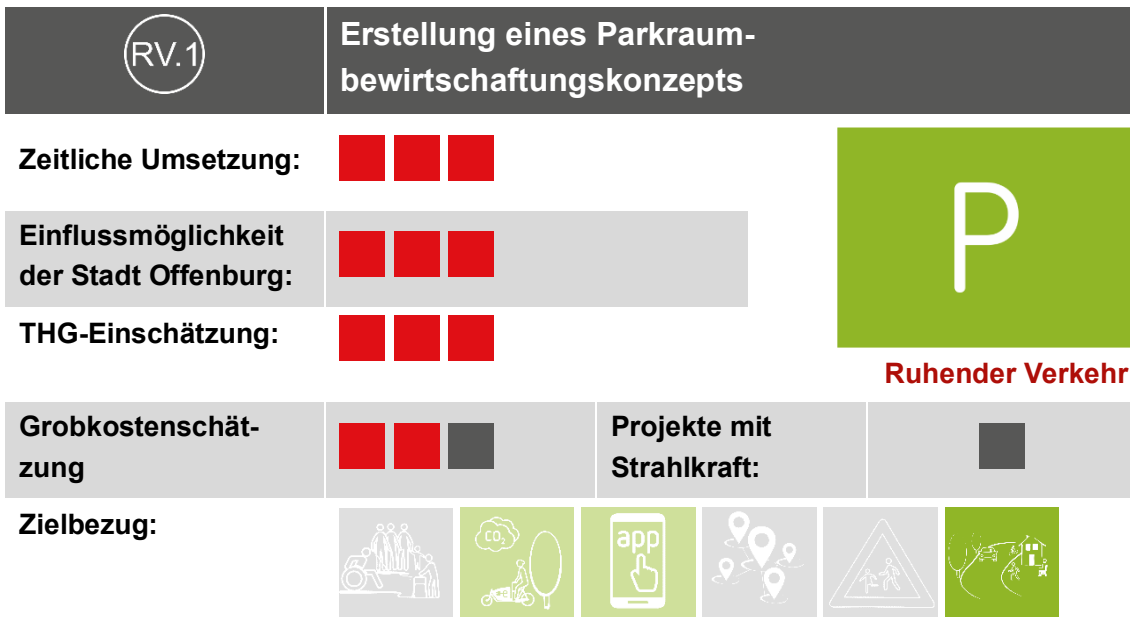 RV.1
Erstellung eines Parkraum-
bewirtschaftungskonzepts
Zeitliche Umsetzung:
P
Einflussmöglichkeit
der Stadt Offenburg:
THG-Einschätzung:
Ruhender Verkehr
Grobkostenschät-
zung
Projekte mit
Strahlkraft:
Zielbezug:
CO₂
app